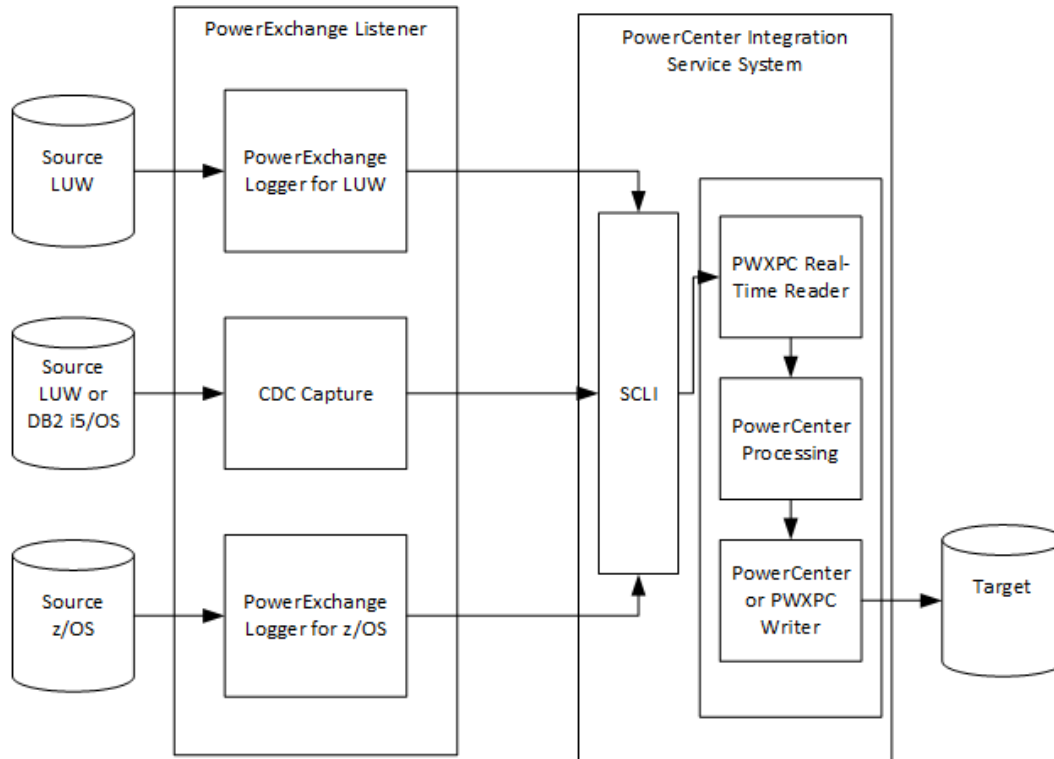 PowerExchange Listener
PowerCenter Integration
Service System
Source
LUW
PowerExchange
Logger for LUW
Source
LUW or
DB2 i5/OS
CDC Capture
Source
z/OS
PowerExchange
Logger for z/OS
SCLI
PWXPC Real-
Time Reader
PowerCenter
Processing
PowerCenter
or PWXPC
Writer
Target